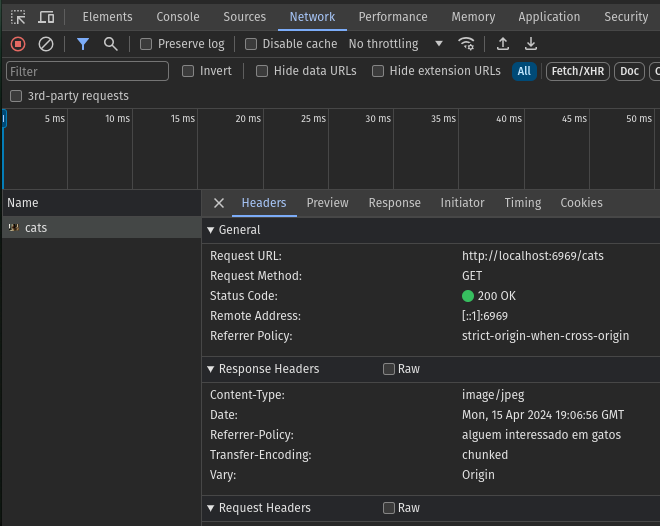 Elements Console Sources Network Performance Memory Application Security
Preserve log Disable cache No throttling
Filter Invert Hide data URLs Hide extension URLs All Fetch/XHR Doc
3rd-party requests
5 ms 10 ms 15 ms 20 ms 25 ms 30 ms 35 ms 40 ms 45 ms 50 ms
Name Headers Preview Response Initiator Timing Cookies
cats
General
Request URL: http://localhost:6969/cats
Request Method: GET
Status Code: 200 OK
Remote Address: [::1]:6969
Referrer Policy: strict-origin-when-cross-origin
Response Headers Raw
Content-Type: image/jpeg
Date: Mon, 15 Apr 2024 19:06:56 GMT
Referrer-Policy: alguem interessado em gatos
Transfer-Encoding: chunked
Vary: Origin
Request Headers Raw